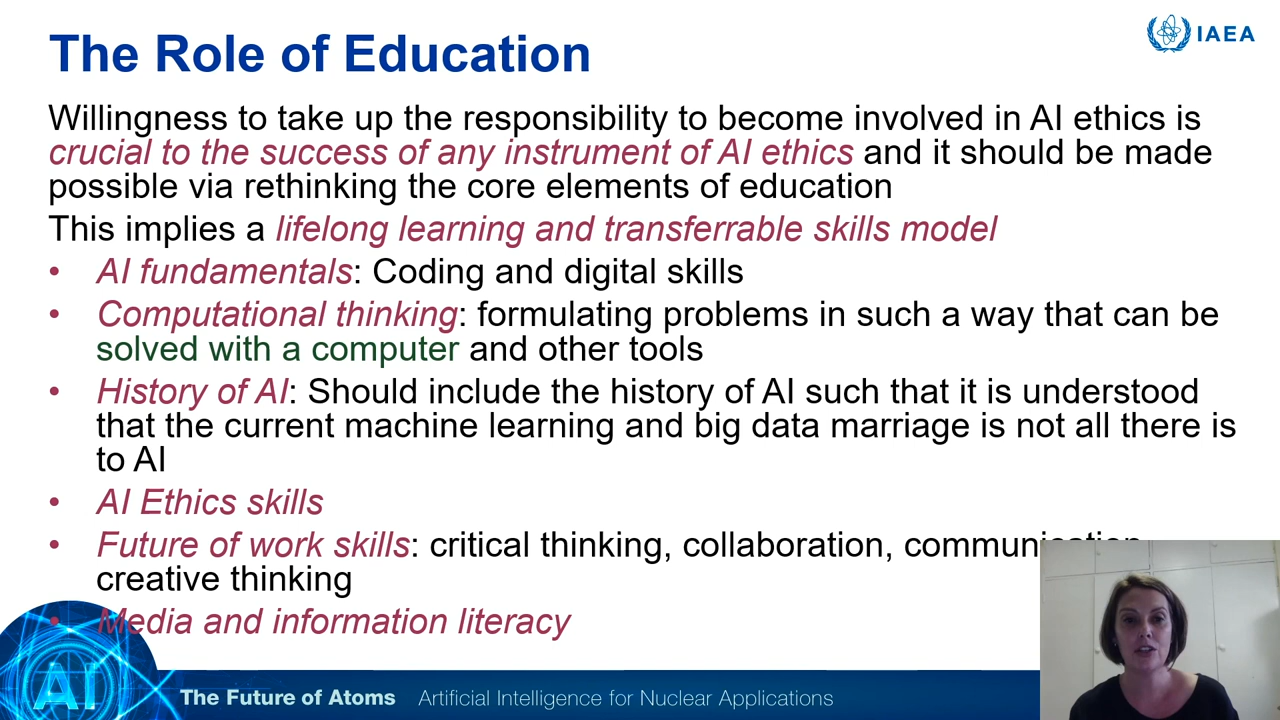 The Role of Education
IAEA
Willingness to take up the responsibility to become involved in AI ethics is
crucial to the success of any instrument of AI ethics and it should be made
possible via rethinking the core elements of education
This implies a lifelong learning and transferrable skills model
• AI fundamentals: Coding and digital skills
• Computational thinking: formulating problems in such a way that can be
solved with a computer and other tools
• History of AI: Should include the history of AI such that it is understood
that the current machine learning and big data marriage is not all there is
to AI
• AI Ethics skills
• Future of work skills: critical thinking, collaboration, communication
creative thinking
• Media and information literacy
AI
The Future of Atoms Artificial Intelligence for Nuclear Applications